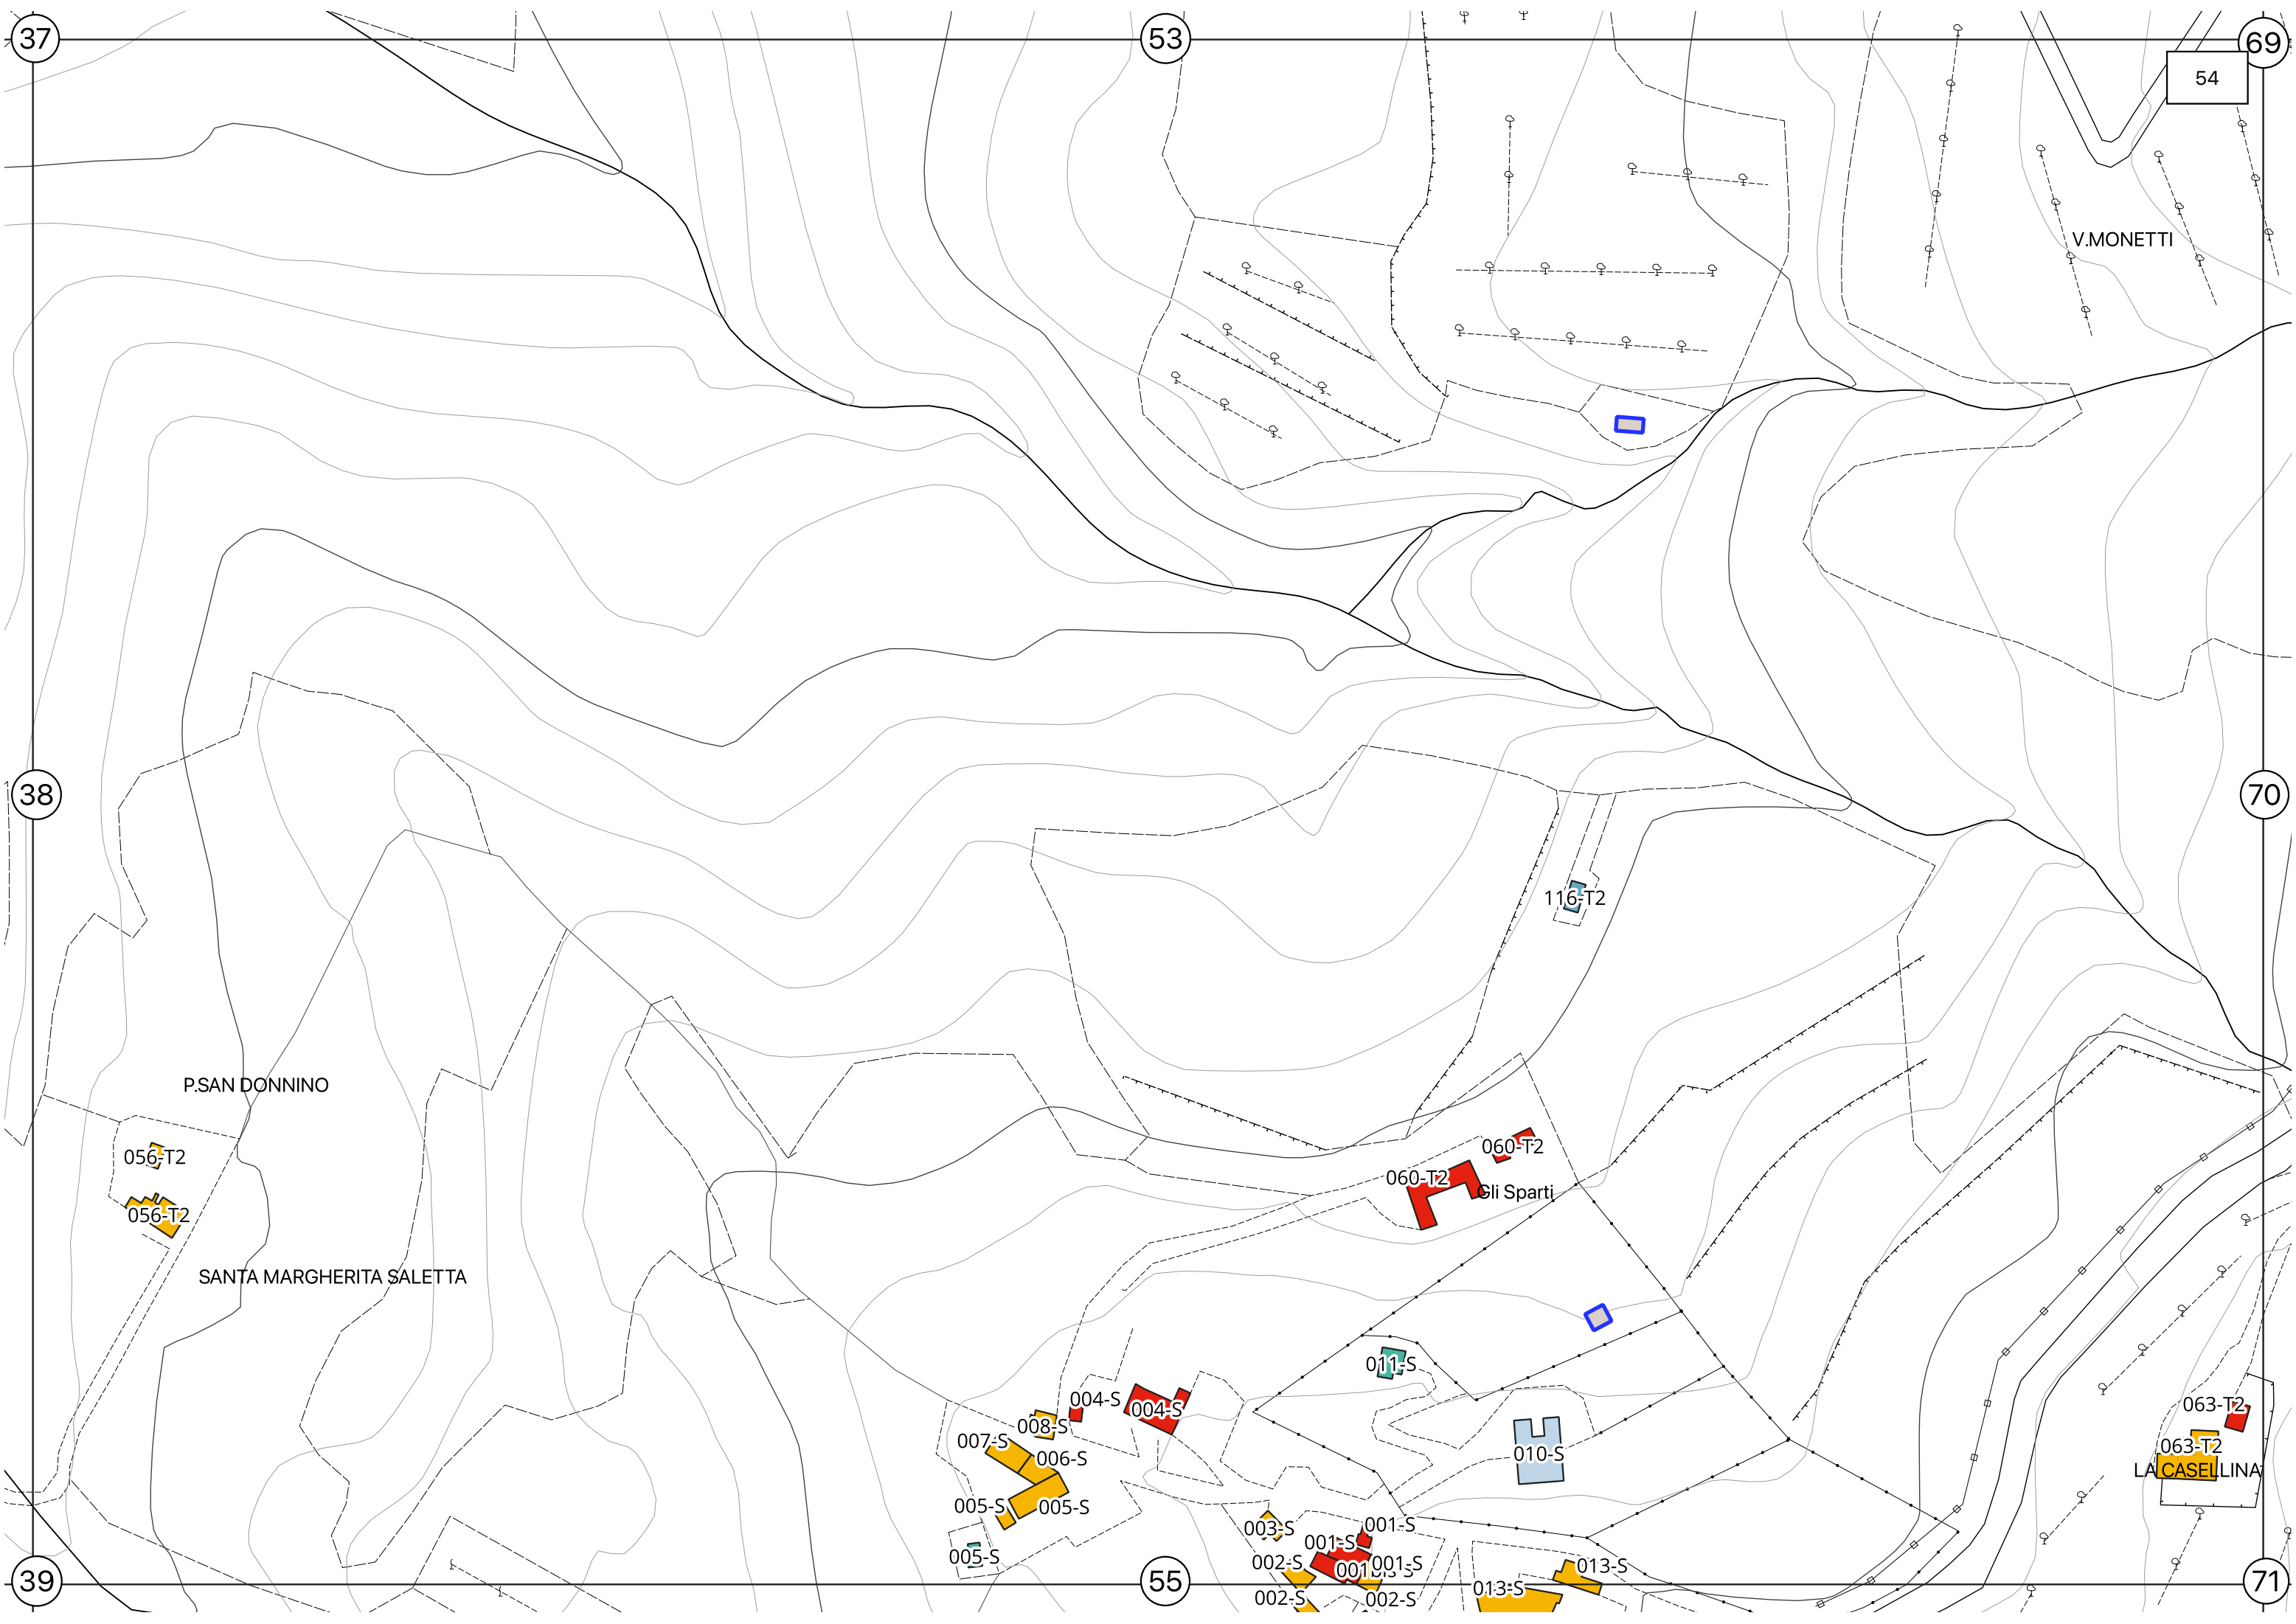 37
53
69
54
V.MONETTI
38
70
116-T2
P.SAN DONNINO
056-T2
060-T2
060-T2
Gli Sparti
056-T2
SANTA MARGHERITA SALETTA
011-S
004-S
004-S
063-T2
008-S
007-S
006-S
010-S
063-T2
LA CASELLINA
005-S
005-S
003-S
001-S
001-S
005-S
002-S
001-S
013-S
39
55
013-S
71
002-S
002-S